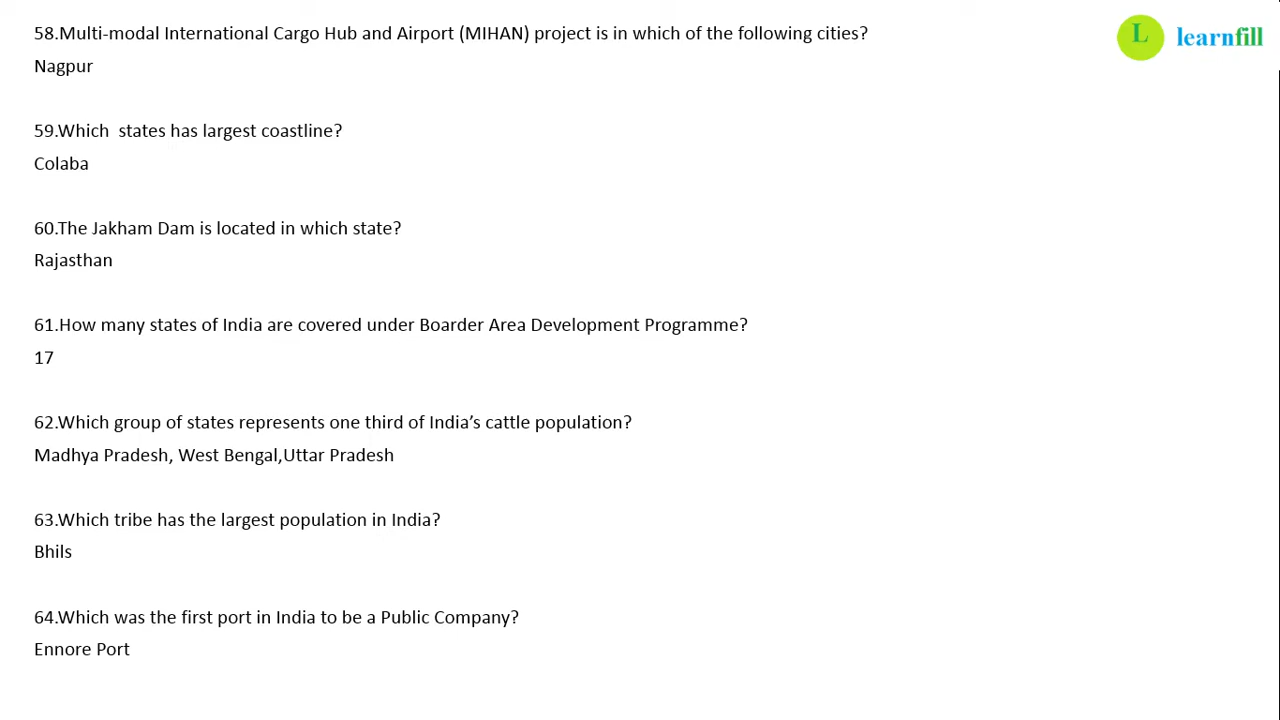 58.Multi-modal International Cargo Hub and Airport (MIHAN) project is in which of the following cities?
Nagpur
L learnfill
59.Which  states has largest coastline?
Colaba
60.The Jakham Dam is located in which state?
Rajasthan
61.How many states of India are covered under Boarder Area Development Programme?
17
62.Which group of states represents one third of India’s cattle population?
Madhya Pradesh, West Bengal,Uttar Pradesh
63.Which tribe has the largest population in India?
Bhils
64.Which was the first port in India to be a Public Company?
Ennore Port